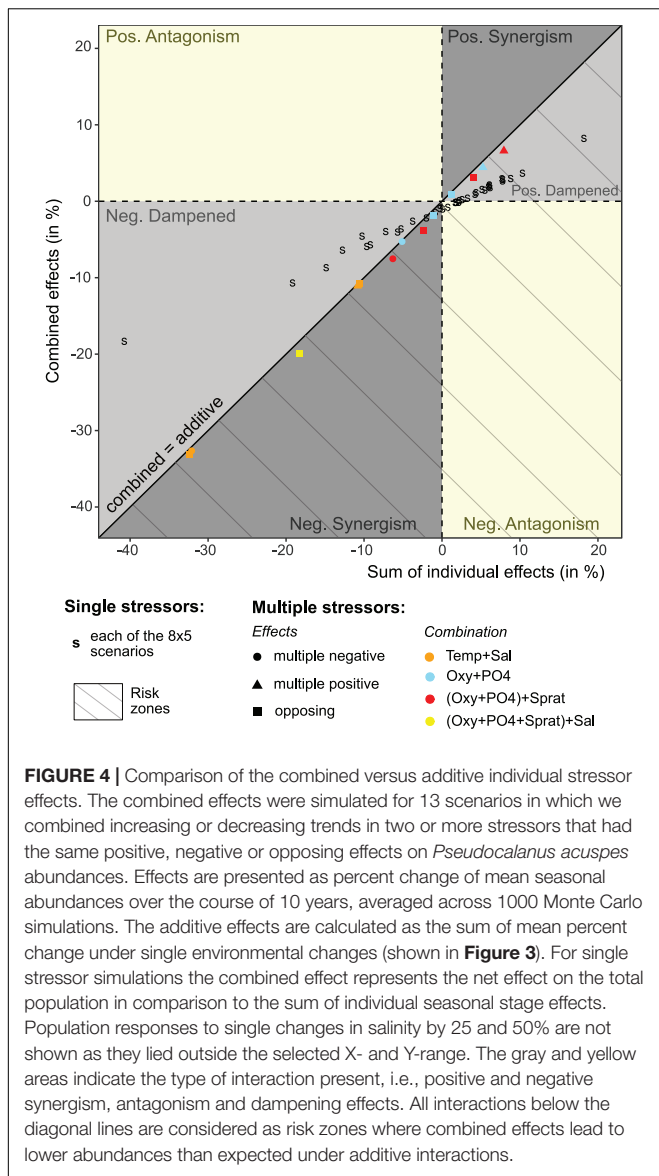 Pos. Antagonism
Pos. Synergism
20
10
0
-10
-20
-30
-40
Combined effects (in %)
Neg. Dampened
Pos. Dampened
combined = additive
Neg. Synergism
Neg. Antagonism
-40 -30 -20 -10 0 10 20
Sum of individual effects (in %)
Single stressors:
s each of the 8x5
scenarios
Risk
zones
Multiple stressors:
Effects
multiple negative
multiple positive
opposing
Combination
Temp+Sal
Oxy+PO4
(Oxy+PO4)+Sprat
(Oxy+PO4+Sprat)+Sal
FIGURE 4 | Comparison of the combined versus additive individual stressor
effects. The combined effects were simulated for 13 scenarios in which we
combined increasing or decreasing trends in two or more stressors that had
the same positive, negative or opposing effects on Pseudocalanus acuspes
abundances. Effects are presented as percent change of mean seasonal
abundances over the course of 10 years, averaged across 1000 Monte Carlo
simulations. The additive effects are calculated as the sum of mean percent
change under single environmental changes (shown in Figure 3). For single
stressor simulations the combined effect represents the net effect on the total
population in comparison to the sum of individual seasonal stage effects.
Population responses to single changes in salinity by 25 and 50% are not
shown as they lied outside the selected X- and Y-range. The gray and yellow
areas indicate the type of interaction present, i.e., positive and negative
synergism, antagonism and dampening effects. All interactions below the
diagonal lines are considered as risk zones where combined effects lead to
lower abundances than expected under additive interactions.